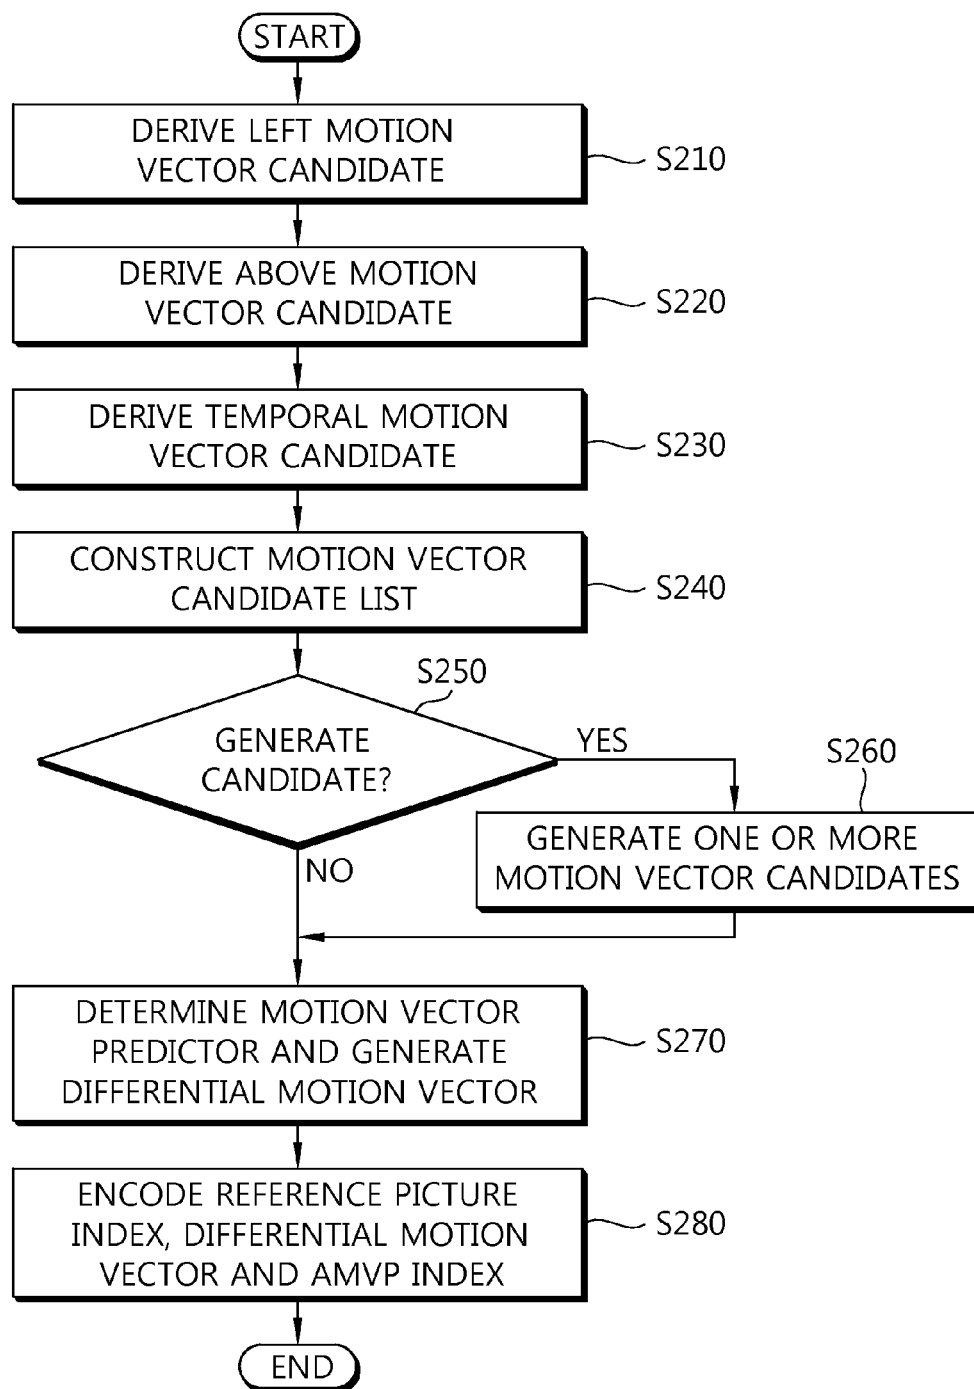 START
DERIVE LEFT MOTION
VECTOR CANDIDATE
S210
DERIVE ABOVE MOTION
VECTOR CANDIDATE
S220
DERIVE TEMPORAL MOTION
VECTOR CANDIDATE
S230
CONSTRUCT MOTION VECTOR
CANDIDATE LIST
S240
S250
GENERATE
CANDIDATE?
YES
S260
GENERATE ONE OR MORE
MOTION VECTOR CANDIDATES
NO
DETERMINE MOTION VECTOR
PREDICTOR AND GENERATE
DIFFERENTIAL MOTION VECTOR
S270
ENCODE REFERENCE PICTURE
INDEX, DIFFERENTIAL MOTION
VECTOR AND AMVP INDEX
S280
END